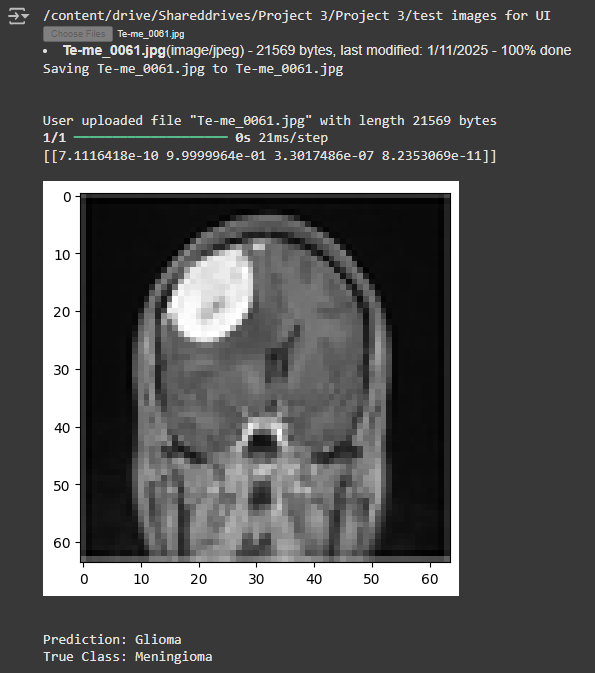 /content/drive/Shareddrives/Project 3/Project 3/test images for UI
Choose Files Te-me_0061.jpg
• Te-me_0061.jpg(image/jpeg) - 21569 bytes, last modified: 1/11/2025 - 100% done
Saving Te-me_0061.jpg to Te-me_0061.jpg
User uploaded file "Te-me_0061.jpg" with length 21569 bytes
1/1 ━━━━━━━━━━━━━━━━━━━━ 0s 21ms/step
[[7.1116418e-10 9.9999964e-01 3.3017486e-07 8.2353069e-11]]
0
10
20
30
40
50
60
0 10 20 30 40 50 60
Prediction: Glioma
True Class: Meningioma